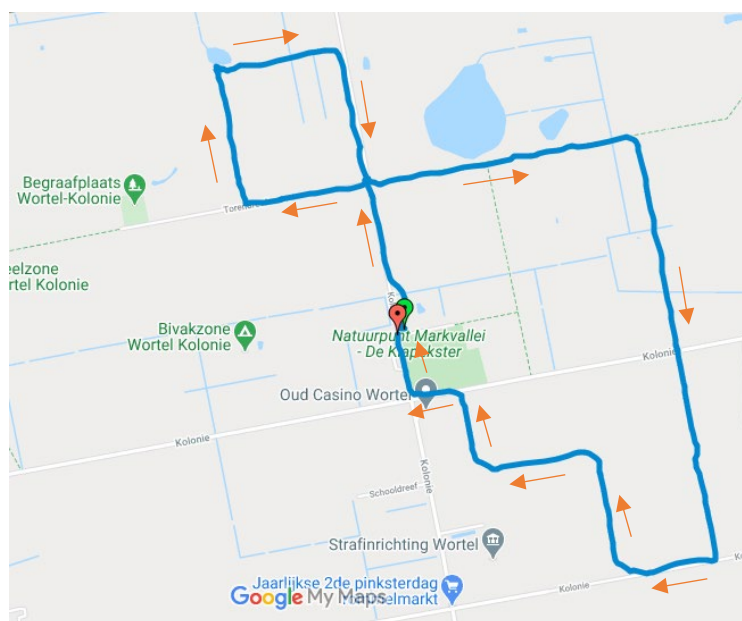 Begraafplaats
Wortel-Kolonie
eelzone
rtel Kolonie
Bivakzone
Wortel Kolonie
Natuurpunt Markvallei
- De Klapekster
Oud Casino Wortel
Kolonie
Kolonie
Kolonie
Schooldreef
Strafinrichting Wortel
Jaarlijkse 2de pinksterdag
Kolonie
Google My Maps